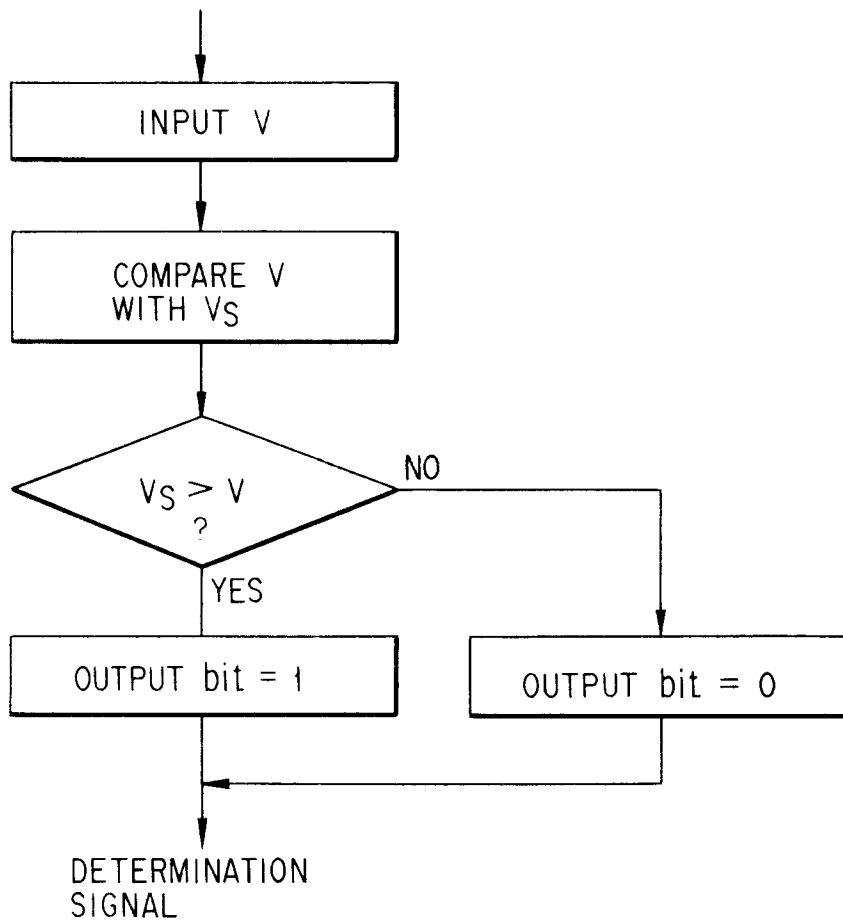 INPUT V
COMPARE V
WITH VS
VS > V
?
NO
YES
OUTPUT bit = 1
OUTPUT bit = 0
DETERMINATION
SIGNAL